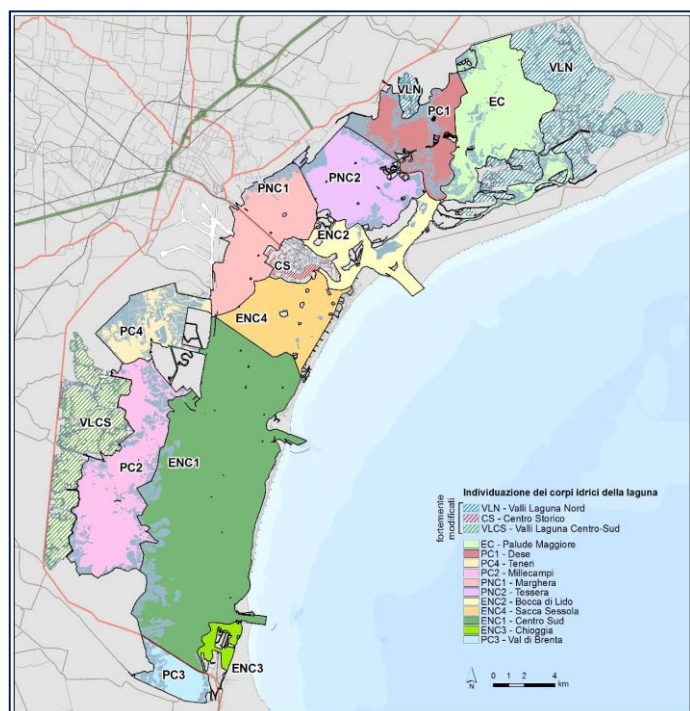 VLN
VLN
EC
PC1
PNC2
PNC1
ENC2
CS
ENC4
PC4
VLCS
PC2
ENC1
PC3
ENC3
Individuazione dei corpi idrici della laguna
fortemente
modificati
VLN - Valli Laguna Nord
CS - Centro Storico
VLCS - Valli Laguna Centro-Sud
EC - Palude Maggiore
PC1 - Dese
PC4 - Teneri
PC2 - Millecampi
PNC1 - Marghera
PNC2 - Tessera
ENC2 - Bocca di Lido
ENC4 - Sacca Sessola
ENC1 - Centro Sud
ENC3 - Chioggia
PC3 - Val di Brenta
N
0 1 2 4
km